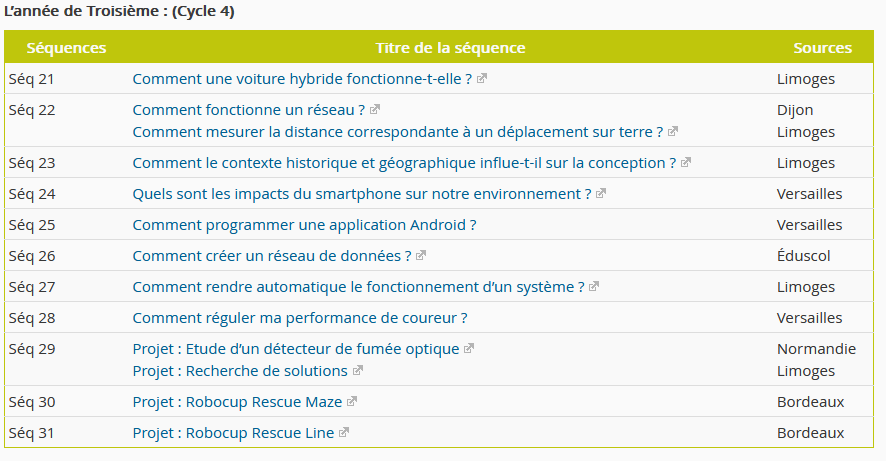 L’année de Troisième : (Cycle 4)
Séquences Titre de la séquence Sources
Séq 21 Comment une voiture hybride fonctionne-t-elle ? Limoges
Séq 22 Comment fonctionne un réseau ? Dijon
Comment mesurer la distance correspondante à un déplacement sur terre ? Limoges
Séq 23 Comment le contexte historique et géographique influe-t-il sur la conception ? Limoges
Séq 24 Quels sont les impacts du smartphone sur notre environnement ? Versailles
Séq 25 Comment programmer une application Android ? Versailles
Séq 26 Comment créer un réseau de données ? Éduscol
Séq 27 Comment rendre automatique le fonctionnement d’un système ? Limoges
Séq 28 Comment réguler ma performance de coureur ? Versailles
Séq 29 Projet : Etude d’un détecteur de fumée optique Normandie
Projet : Recherche de solutions Limoges
Séq 30 Projet : Robocup Rescue Maze Bordeaux
Séq 31 Projet : Robocup Rescue Line Bordeaux